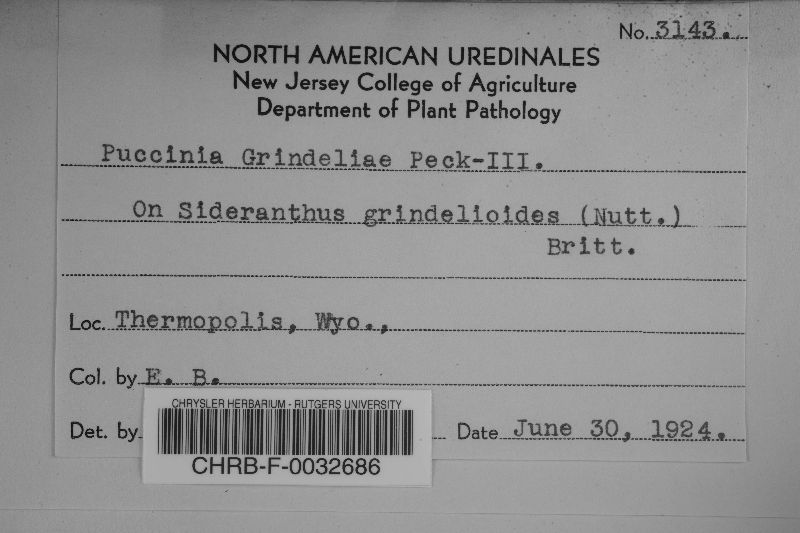 No. 3143.
NORTH AMERICAN UREDINALES
New Jersey College of Agriculture
Department of Plant Pathology
Puccinia Grindeliae Peck-III.
On Sideranthus grindelioides (Nutt.)
Britt.
Loc. Thermopolis, Wyo.,
Col. by E. B.
Det. by Date June 30, 1924.
CHRYSLER HERBARIUM - RUTGERS UNIVERSITY
CHRB-F-0032686